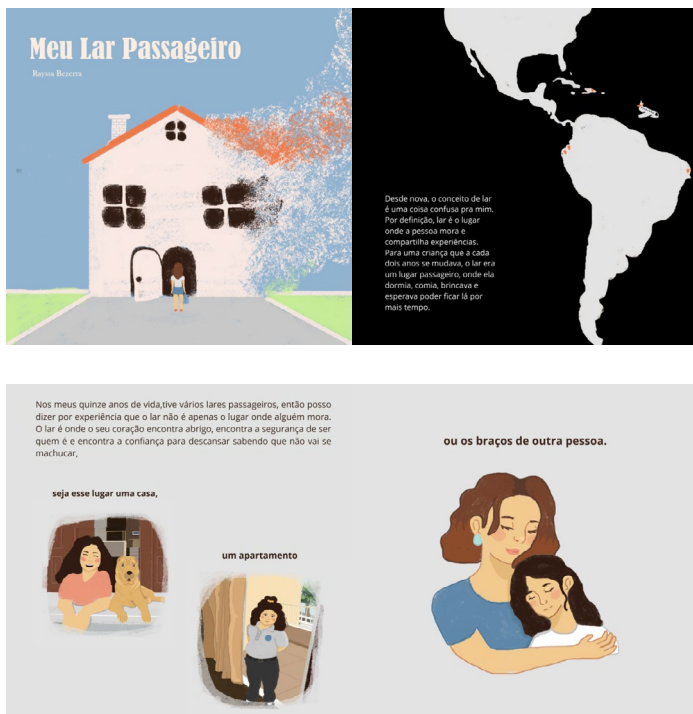 Meu Lar Passageiro
Rayssa Bezerra
Desde nova, o conceito de lar
é uma coisa confusa pra mim.
Por definição, lar é o lugar
onde a pessoa mora e
compartilha experiências.
Para uma criança que a cada
dois anos se mudava, o lar era
um lugar passageiro, onde ela
dormia, comia, brincava e
esperava poder ficar lá por
mais tempo.
Nos meus quinze anos de vida,tive vários lares passageiros, então posso
dizer por experiência que o lar não é apenas o lugar onde alguém mora.
O lar é onde o seu coração encontra abrigo, encontra a segurança de ser
quem é e encontra a confiança para descansar sabendo que não vai se
machucar,
seja esse lugar uma casa,
um apartamento
ou os braços de outra pessoa.